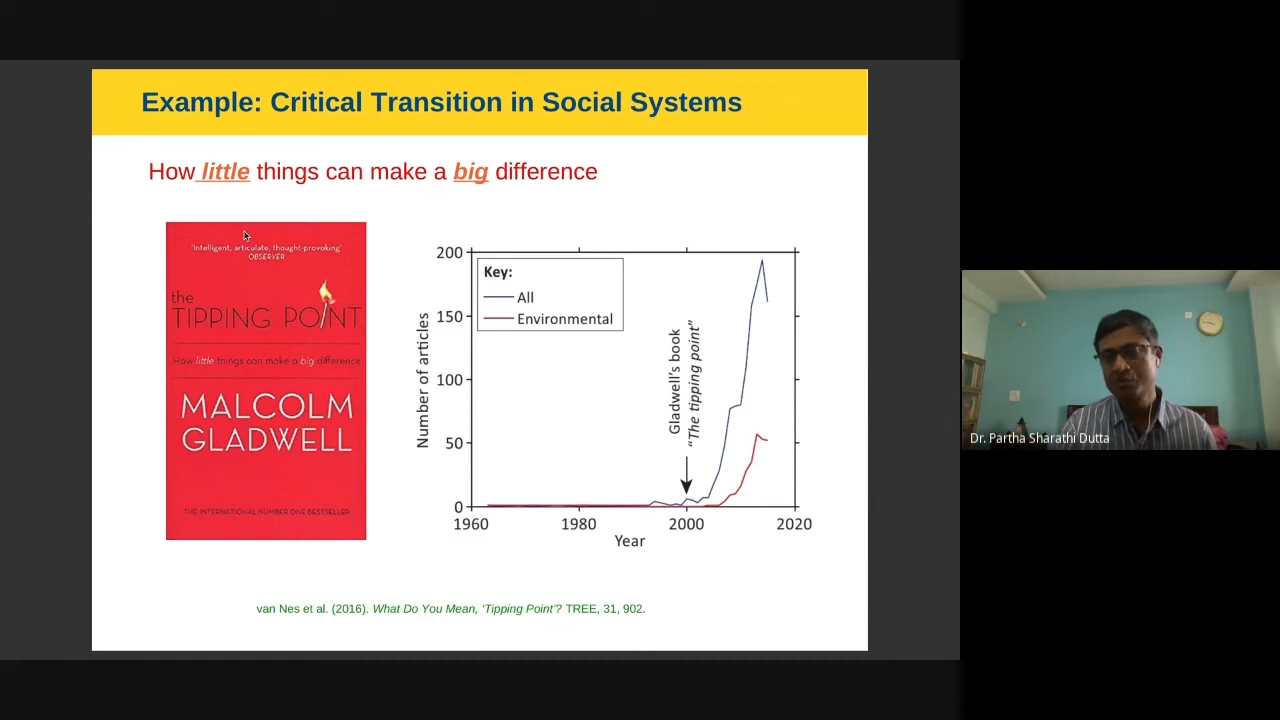 Example: Critical Transition in Social Systems
How little things can make a big difference
'Intelligent, articulate, thought-provoking'
OBSERVER
the
TIPPING POINT
How little things can make a big difference
MALCOLM
GLADWELL
THE INTERNATIONAL NUMBER ONE BESTSELLER
Number of articles
200
150
100
50
0
Key:
All
Environmental
Gladwell's book
“The tipping point”
1960
1980
2000
2020
Year
van Nes et al. (2016). What Do You Mean, ‘Tipping Point’? TREE, 31, 902.
Dr. Partha Sharathi Dutta